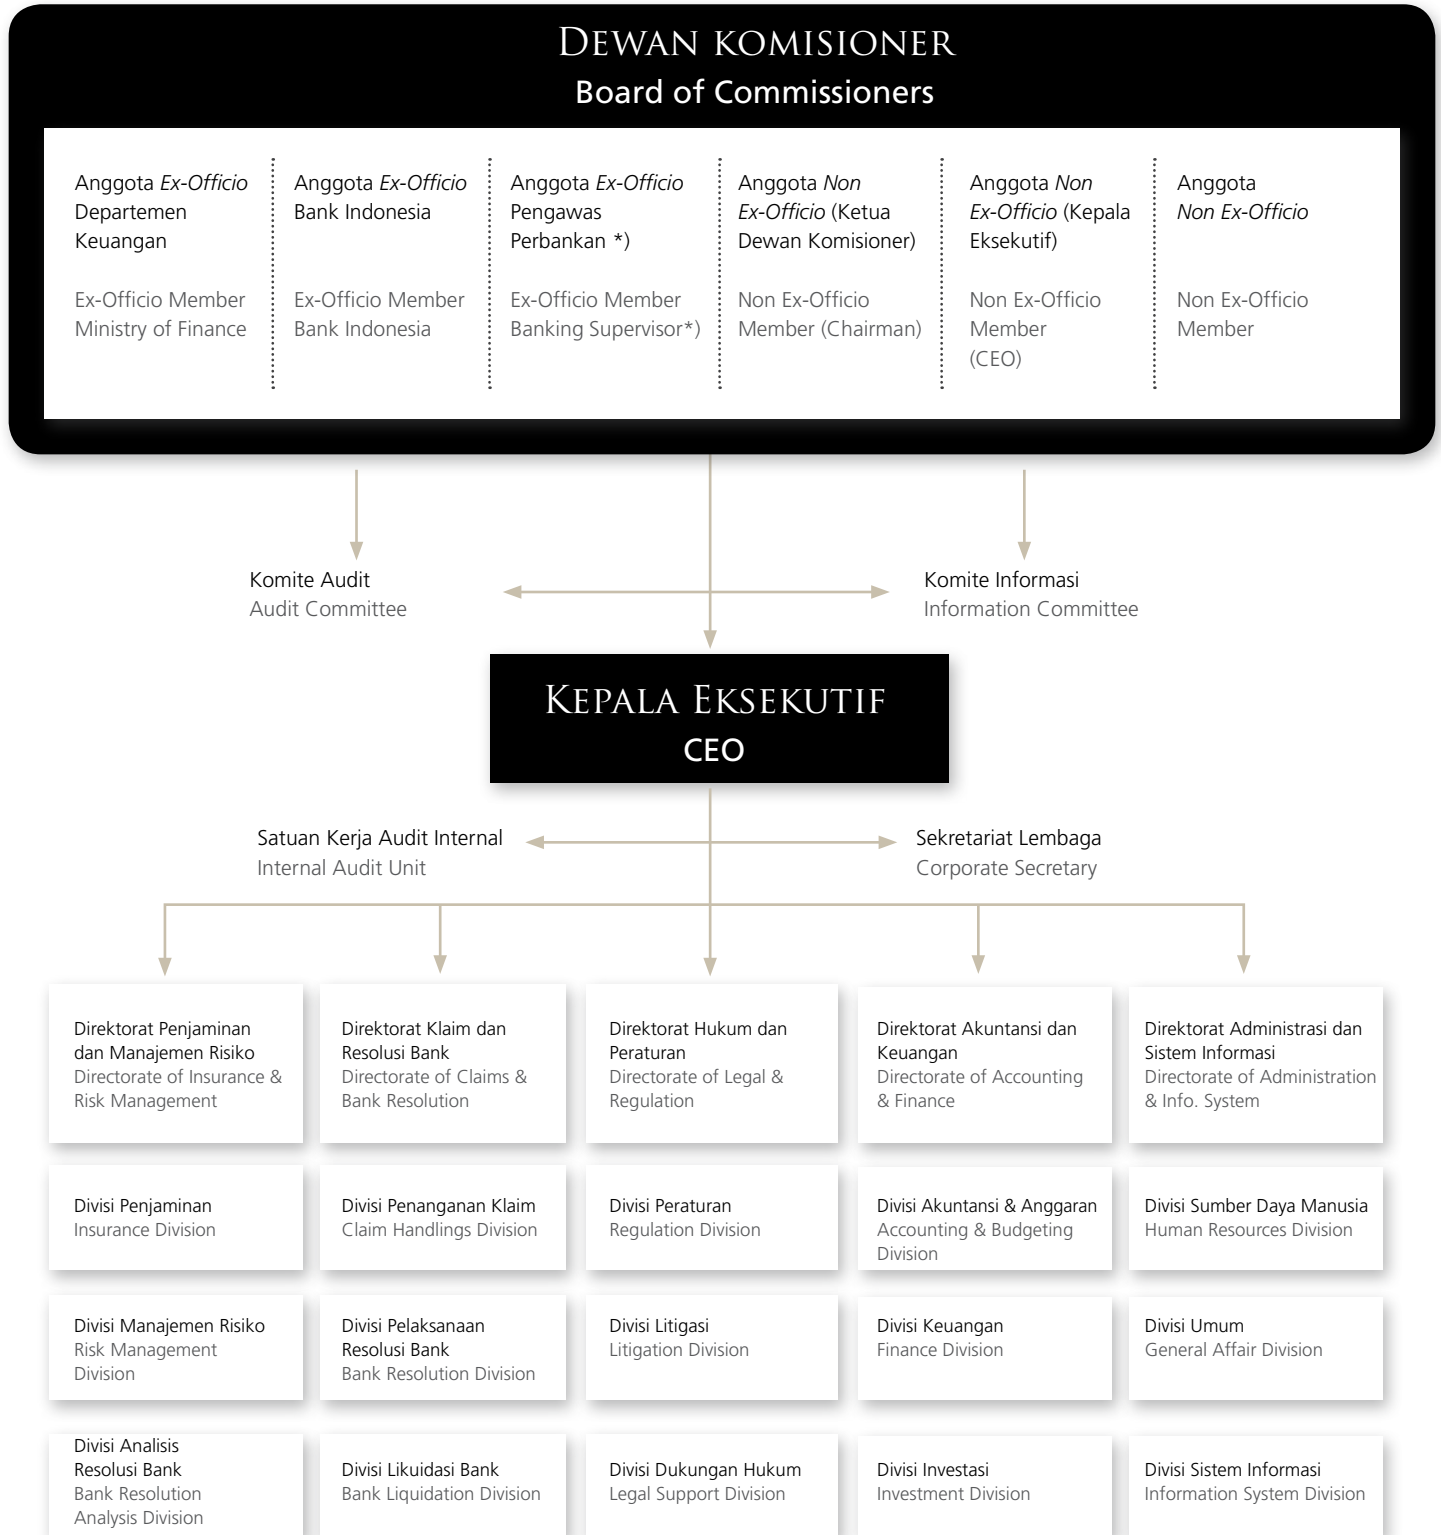 DEWAN KOMISIONER
Board of Commissioners
Anggota Ex-Officio
Departemen
Keuangan
Ex-Officio Member
Ministry of Finance
Anggota Ex-Officio
Bank Indonesia
Ex-Officio Member
Bank Indonesia
Anggota Ex-Officio
Pengawas
Perbankan *)
Ex-Officio Member
Banking Supervisor*)
Anggota Non
Ex-Officio (Ketua
Dewan Komisioner)
Non Ex-Officio
Member (Chairman)
Anggota Non
Ex-Officio (Kepala
Eksekutif)
Non Ex-Officio
Member
(CEO)
Anggota
Non Ex-Officio
Non Ex-Officio
Member
Komite Audit
Audit Committee
Komite Informasi
Information Committee
KEPALA EKSEKUTIF
CEO
Satuan Kerja Audit Internal
Internal Audit Unit
Sekretariat Lembaga
Corporate Secretary
Direktorat Penjaminan
dan Manajemen Risiko
Directorate of Insurance &
Risk Management
Direktorat Klaim dan
Resolusi Bank
Directorate of Claims &
Bank Resolution
Direktorat Hukum dan
Peraturan
Directorate of Legal &
Regulation
Direktorat Akuntansi dan
Keuangan
Directorate of Accounting
& Finance
Direktorat Administrasi dan
Sistem Informasi
Directorate of Administration
& Info. System
Divisi Penjaminan
Insurance Division
Divisi Penanganan Klaim
Claim Handlings Division
Divisi Peraturan
Regulation Division
Divisi Akuntansi & Anggaran
Accounting & Budgeting
Division
Divisi Sumber Daya Manusia
Human Resources Division
Divisi Manajemen Risiko
Risk Management
Division
Divisi Pelaksanaan
Resolusi Bank
Bank Resolution Division
Divisi Litigasi
Litigation Division
Divisi Keuangan
Finance Division
Divisi Umum
General Affair Division
Divisi Analisis
Resolusi Bank
Bank Resolution
Analysis Division
Divisi Likuidasi Bank
Bank Liquidation Division
Divisi Dukungan Hukum
Legal Support Division
Divisi Investasi
Investment Division
Divisi Sistem Informasi
Information System Division